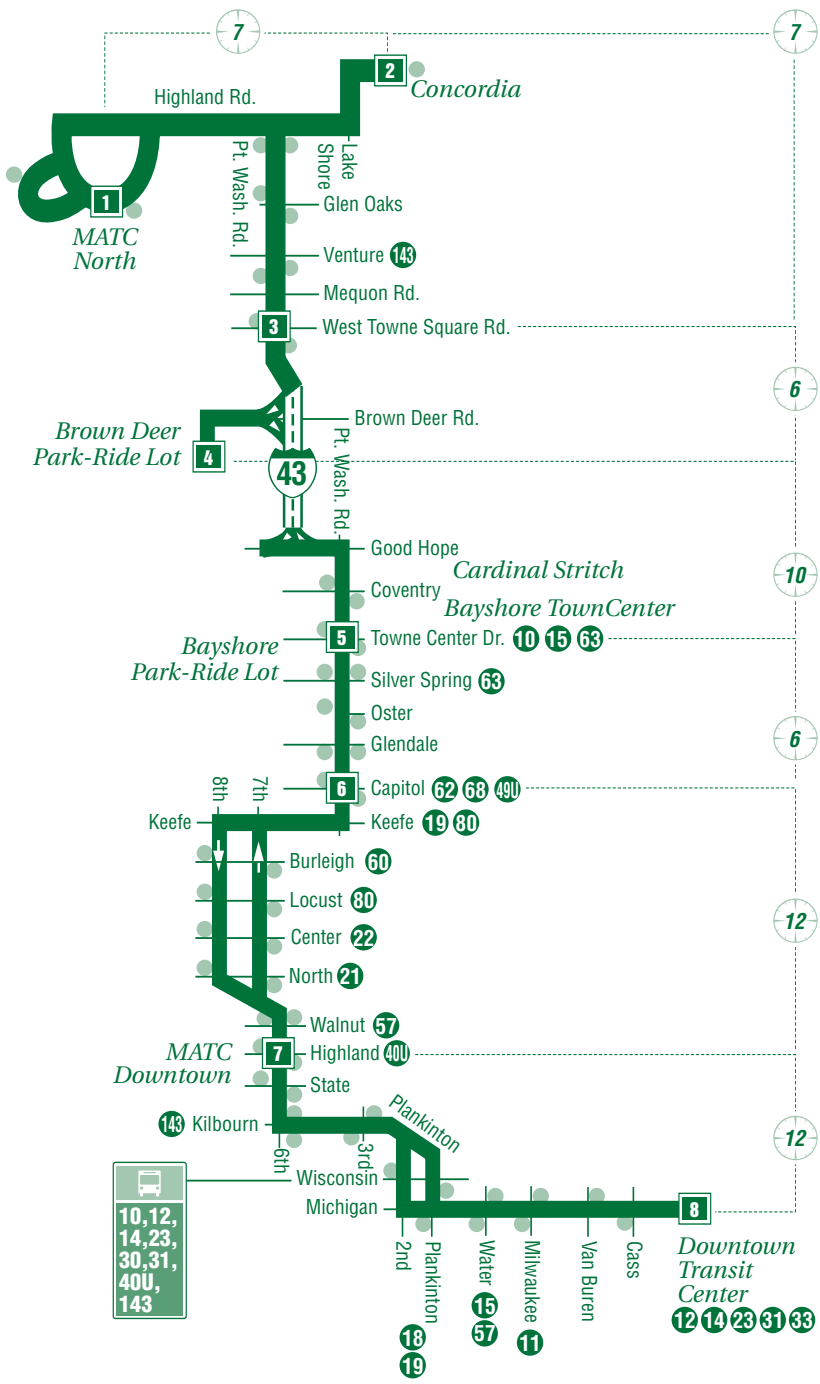 7
7
2
Concordia
Highland Rd.
Pt. Wash. Rd.
Lake
Shore
1
MATC
North
Glen Oaks
Venture 143
Mequon Rd.
3
West Towne Square Rd.
6
Brown Deer Rd.
Brown Deer
Park-Ride Lot
4
43
Pt. Wash. Rd.
Good Hope
Cardinal Stritch
10
Coventry
Bayshore TownCenter
Bayshore
Park-Ride Lot
5
Towne Center Dr. 10 15 63
Silver Spring 63
Oster
6
Glendale
8th
7th
6
Capitol 62 68 49U
Keefe
Keefe 19 80
Burleigh 60
Locust 80
12
Center 22
North 21
Walnut 57
MATC
Downtown
7
Highland 40U
State
143 Kilbourn
6th
3rd
Plankinton
12
Wisconsin
10,12,
14,23,
30,31,
40U,
143
Michigan
8
2nd
Plankinton
18
19
Water
15
57
Milwaukee
11
Van Buren
Cass
Downtown
Transit
Center
12 14 23 31 33